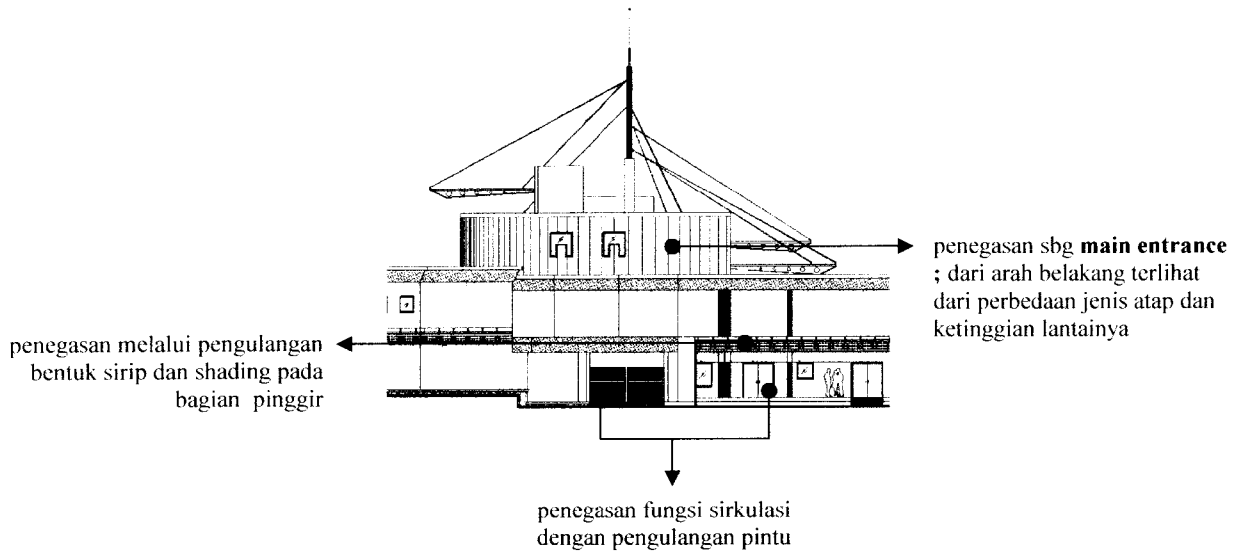 penegasan sbg main entrance
; dari arah belakang terlihat
dari perbedaan jenis atap dan
ketinggian lantainya
penegasan melalui pengulangan
bentuk sirip dan shading pada
bagian pinggir
penegasan fungsi sirkulasi
dengan pengulangan pintu